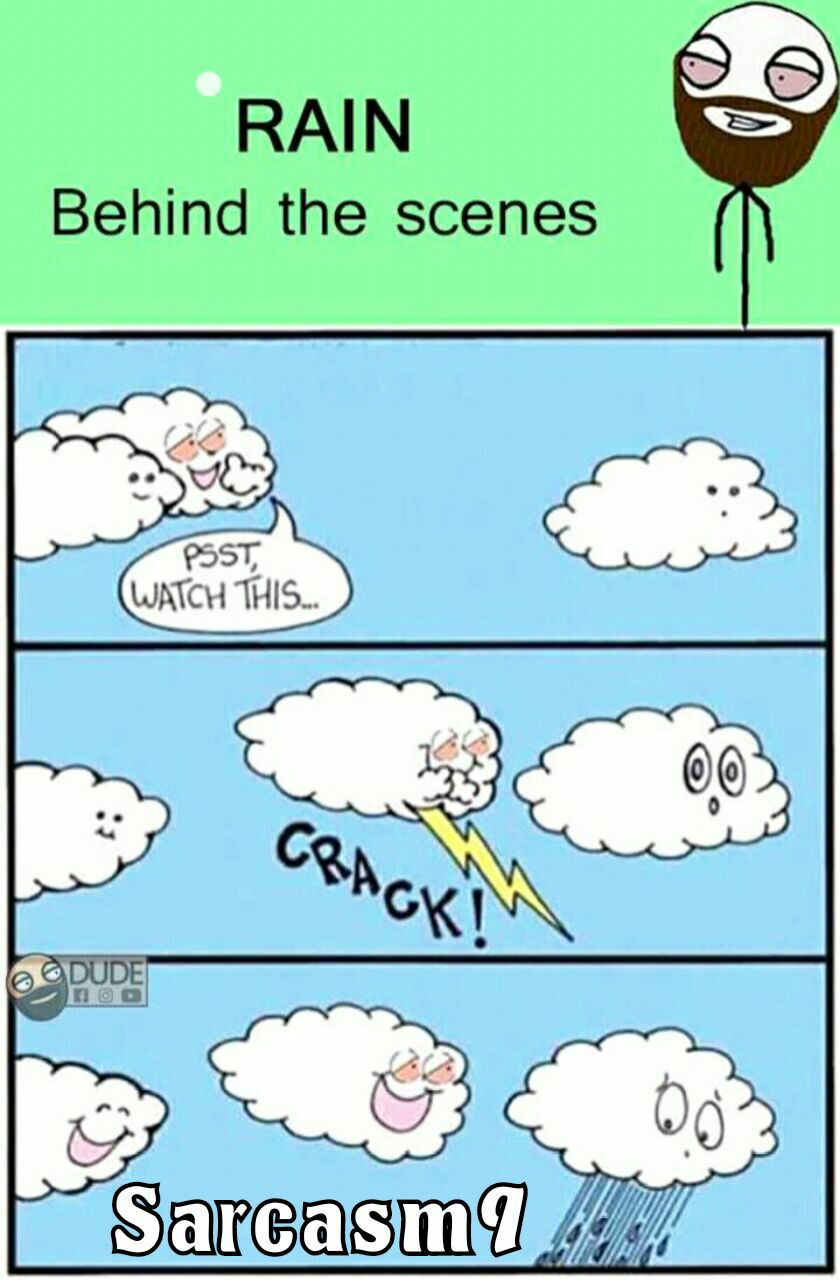 RAIN
Behind the scenes
PSST,
WATCH THIS...
CRACK!
DUDE
Sarcasm9